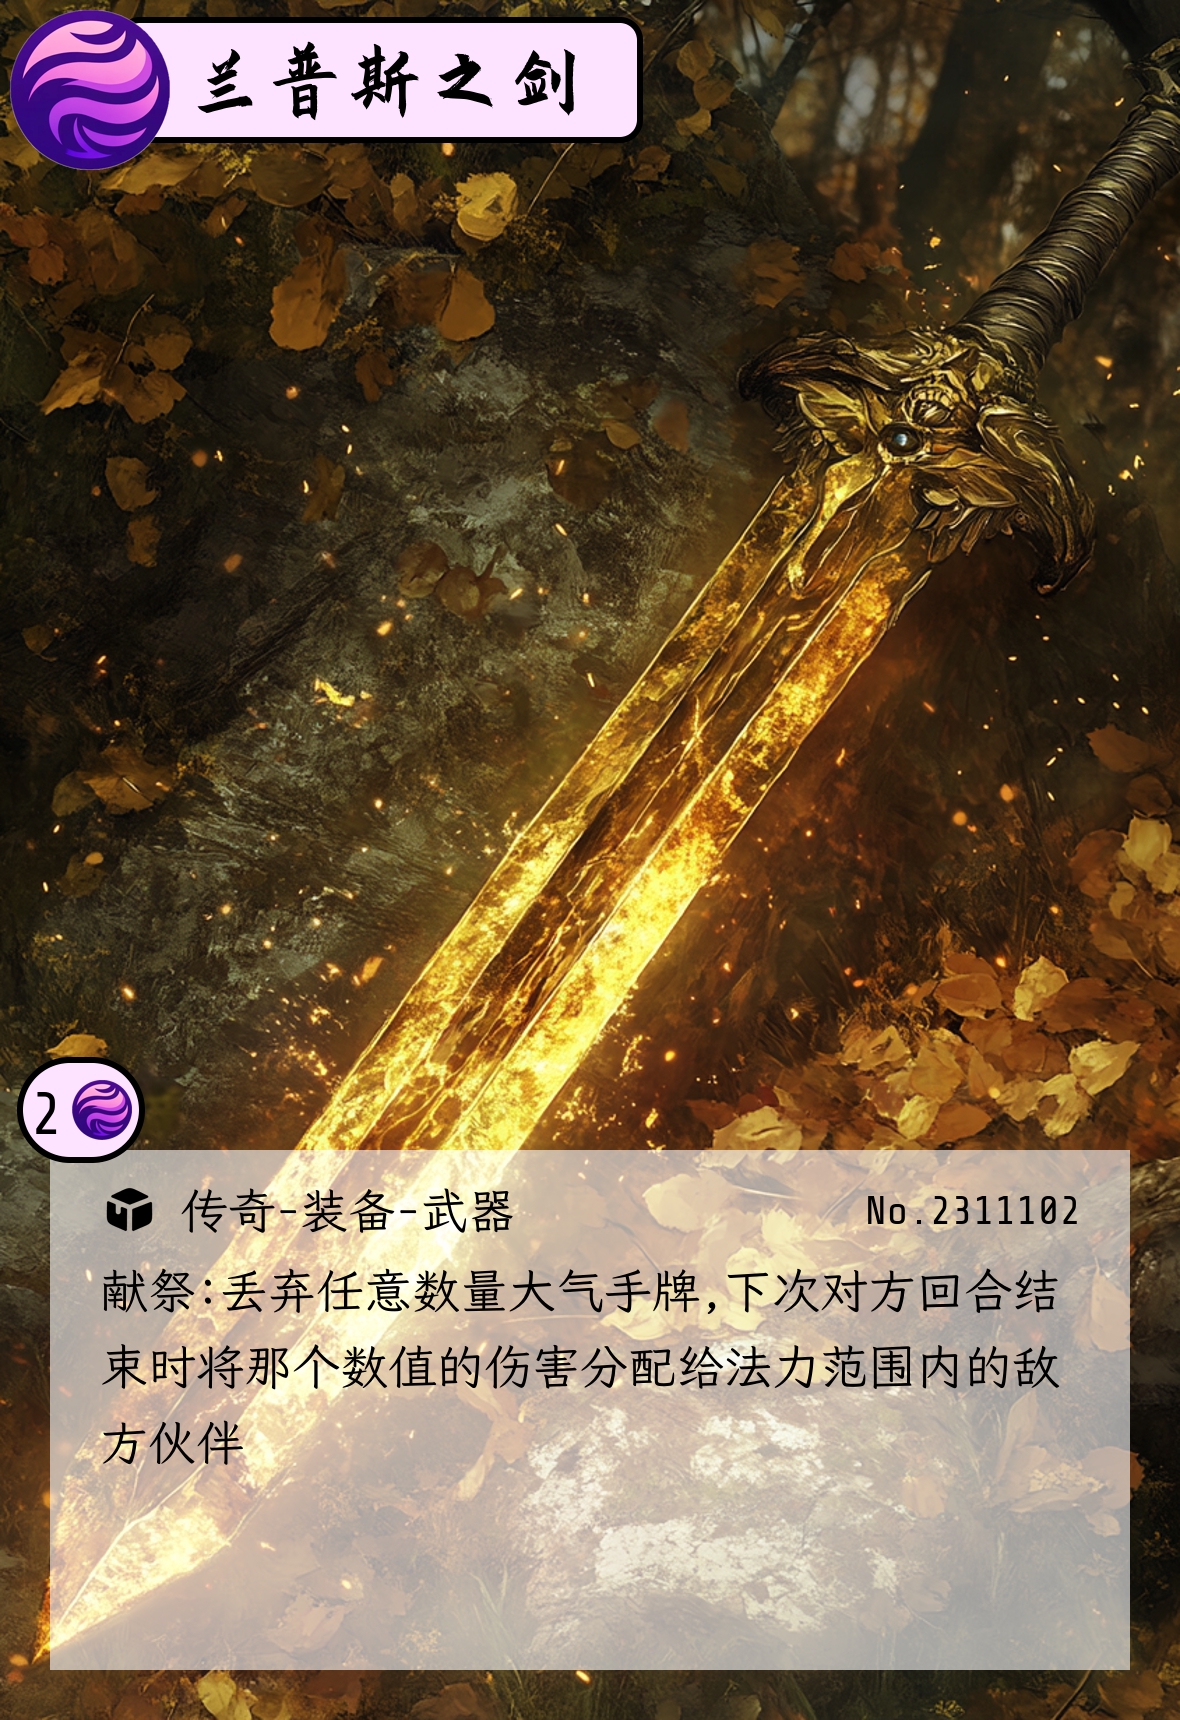 兰普斯之剑
2
传奇-装备-武器 No.2311102
献祭:丢弃任意数量大气手牌,下次对方回合结
束时将那个数值的伤害分配给法力范围内的敌
方伙伴